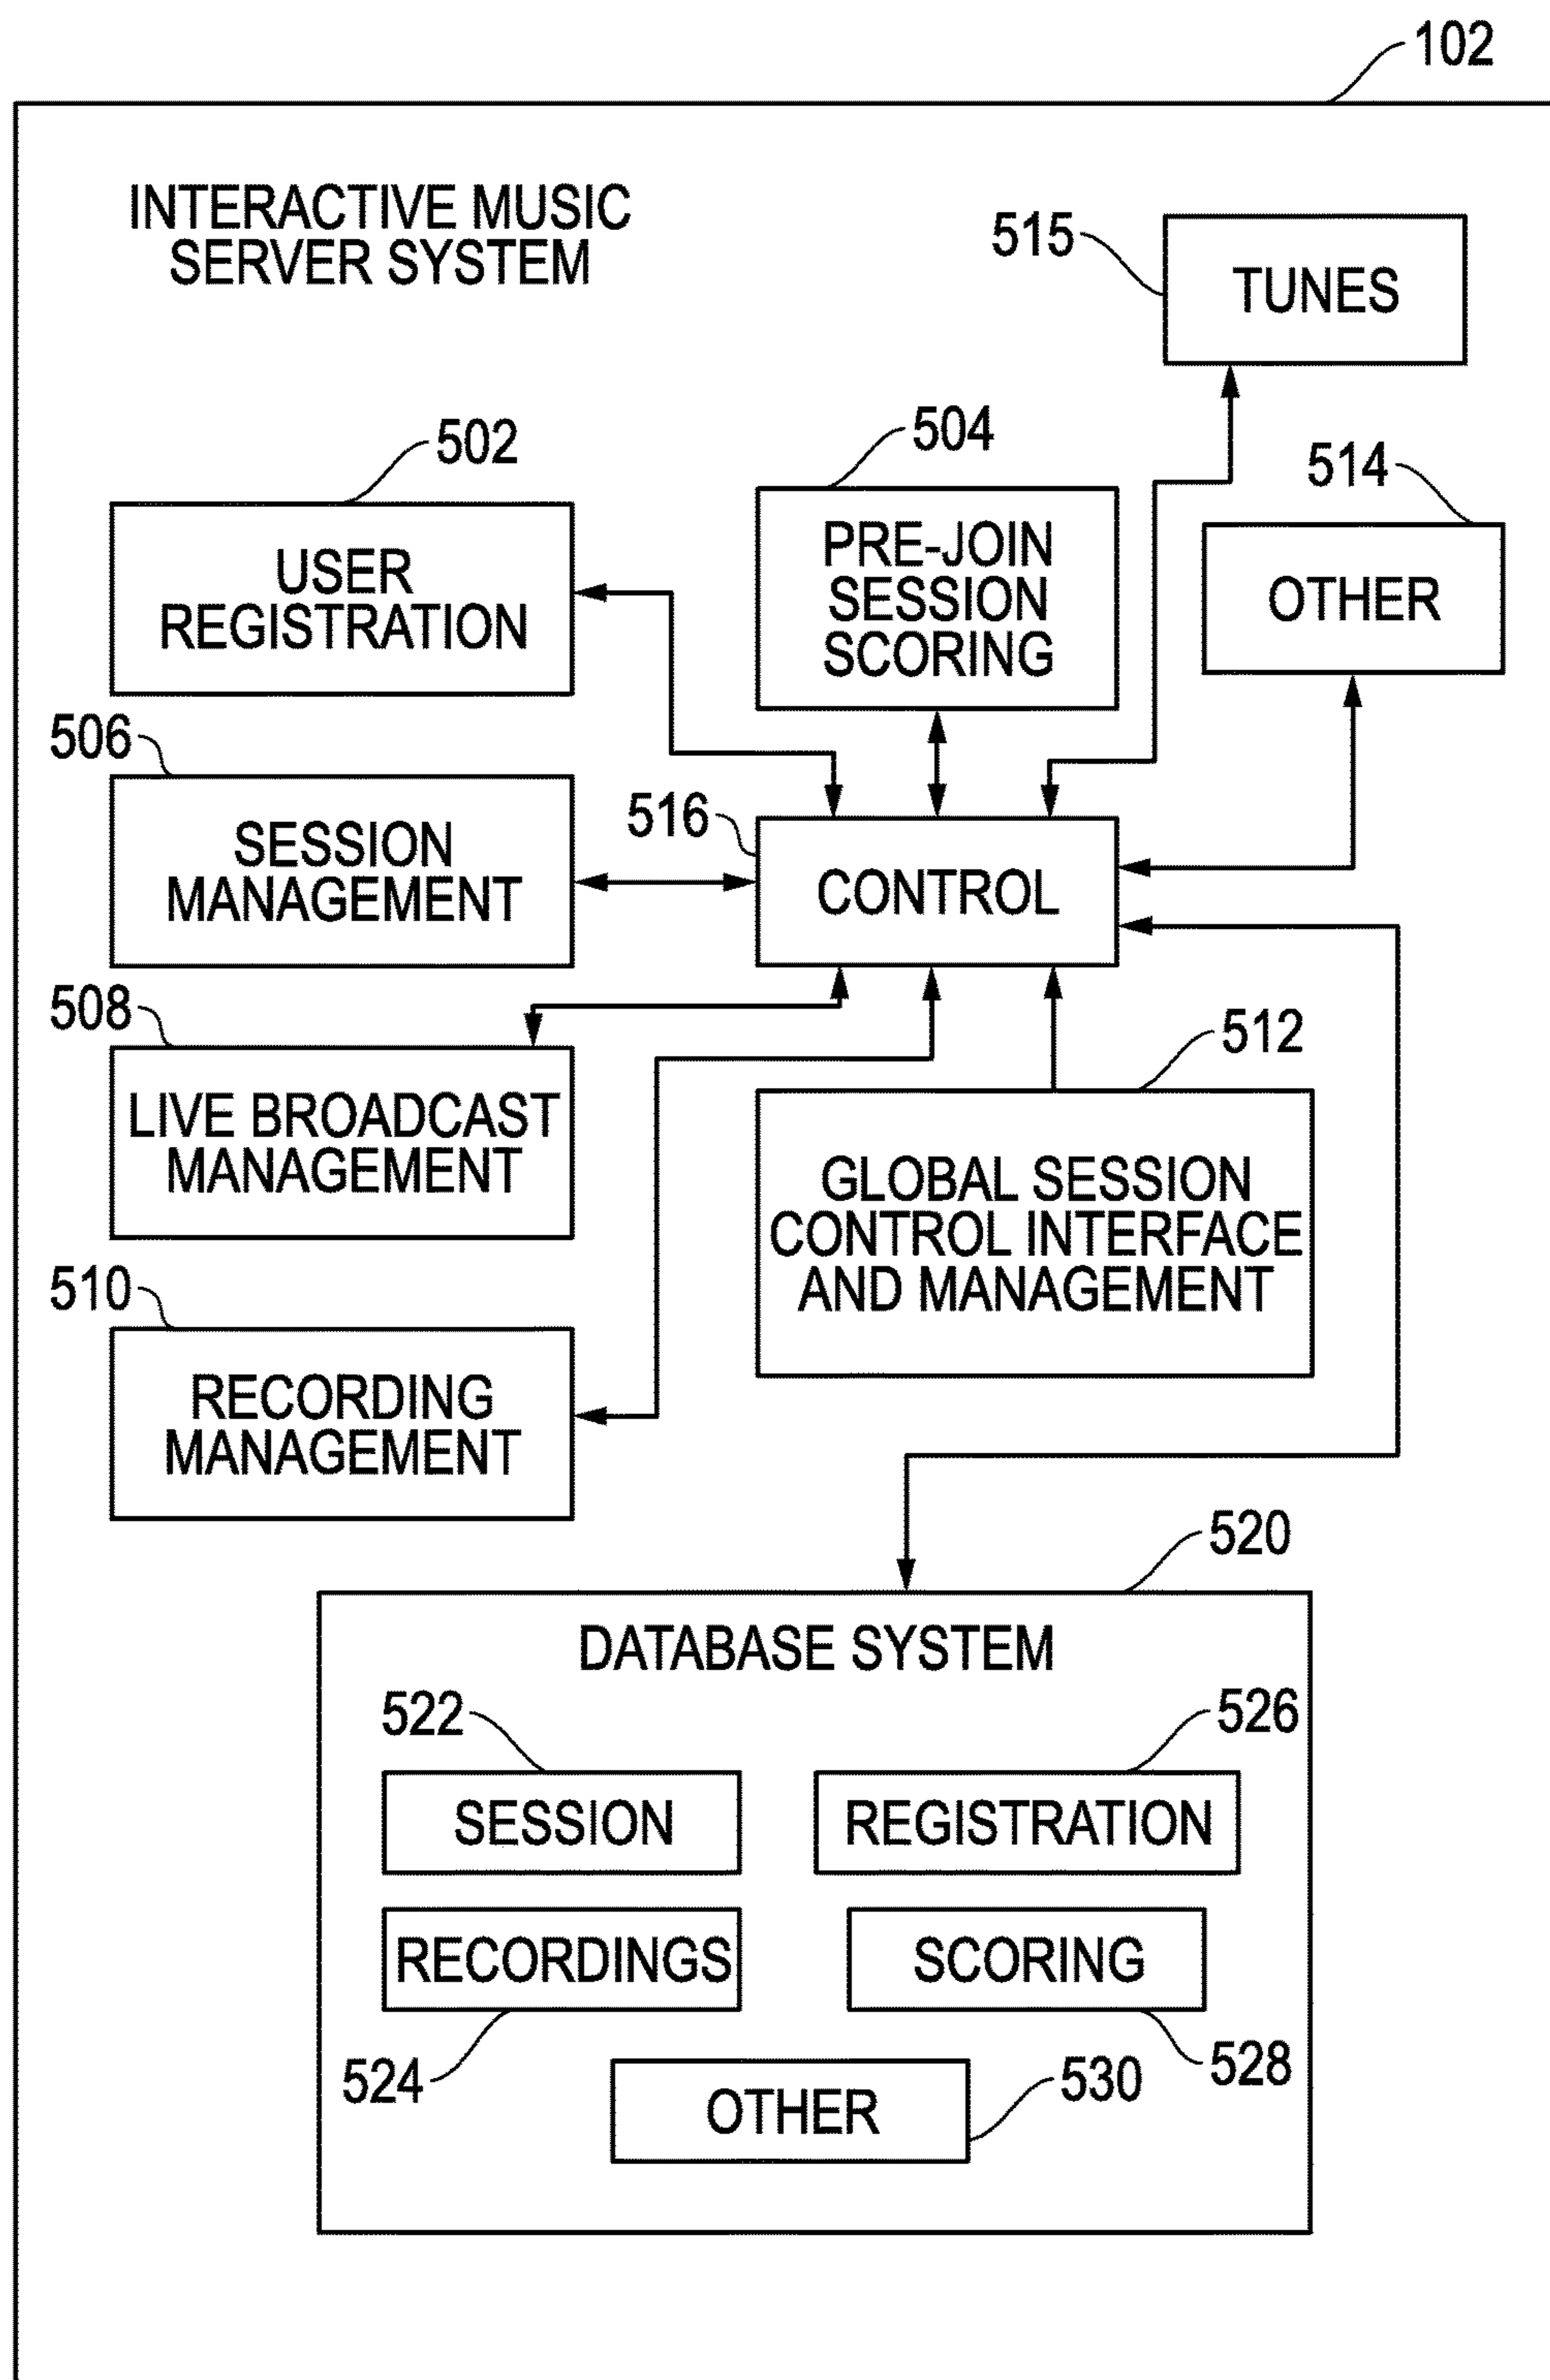 102
INTERACTIVE MUSIC
SERVER SYSTEM
515
TUNES
502
504
514
USER
REGISTRATION
PRE-JOIN
SESSION
SCORING
OTHER
506
SESSION
MANAGEMENT
516
CONTROL
508
LIVE BROADCAST
MANAGEMENT
512
GLOBAL SESSION
CONTROL INTERFACE
AND MANAGEMENT
510
RECORDING
MANAGEMENT
520
DATABASE SYSTEM
522
526
SESSION
REGISTRATION
RECORDINGS
SCORING
524
528
OTHER
530